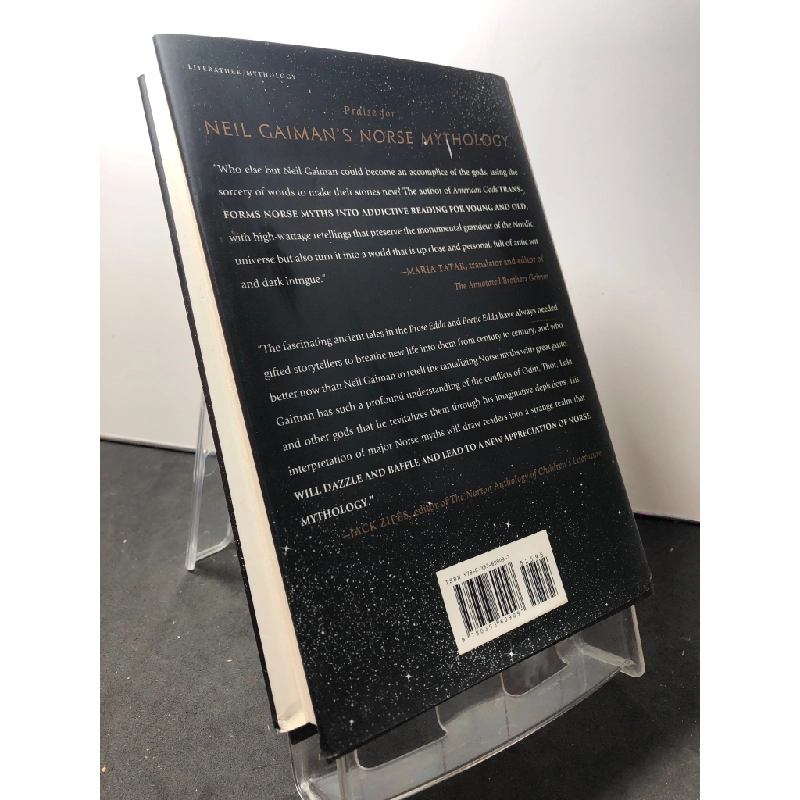 LITERATURE/MYTHOLOGY
Praise for
NEIL GAIMAN'S NORSE MYTHOLOGY
"Who else but Neil Gaiman could become an accomplice of the gods, using the
sorcery of words to make their stories new? The author of American Gods TRANS-
FORMS NORSE MYTHS INTO ADDICTIVE READING FOR YOUNG AND OLD,
with high-wattage retellings that preserve the monumental grandeur of the Nordic
universe but also turn it into a world that is up close and personal, full of antic wit
and dark intrigue."
—MARIA TATAR, translator and editor of
The Annotated Brothers Grimm
"The fascinating ancient tales in the Prose Edda and Poetic Edda have always needed
gifted storytellers to breathe new life into them from century to century, and who
better now than Neil Gaiman to retell the tantalizing Norse myths with great gusto?
Gaiman has such a profound understanding of the conflicts of Odin, Thor, Loki
and other gods that he revitalizes them through his imaginative depictions. His
interpretation of major Norse myths will draw readers into a strange realm that
WILL DAZZLE AND BAFFLE AND LEAD TO A NEW APPRECIATION OF NORSE
MYTHOLOGY."
—JACK ZIPES, editor of The Norton Anthology of Children's Literature
ISBN 978-0-393-60909-7